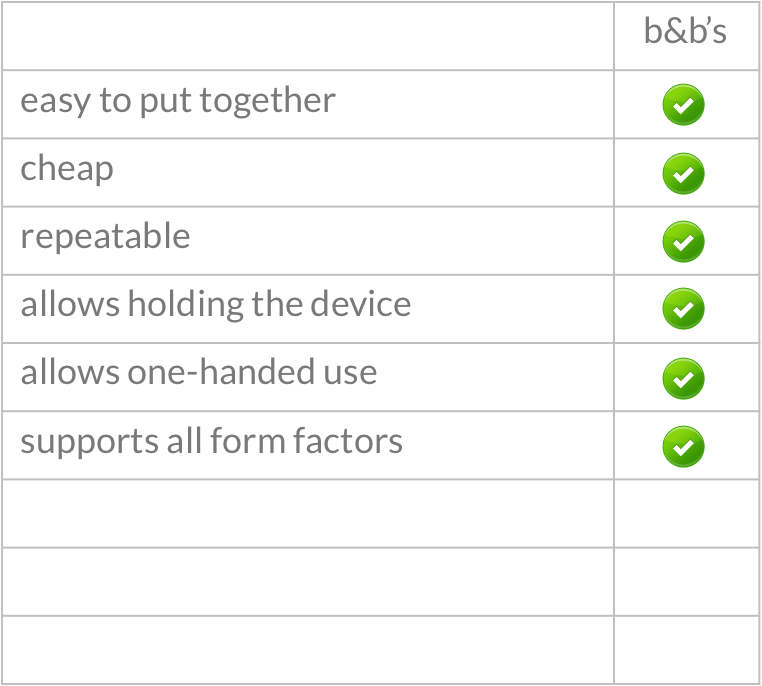 b&b’s
easy to put together
cheap
repeatable
allows holding the device
allows one-handed use
supports all form factors